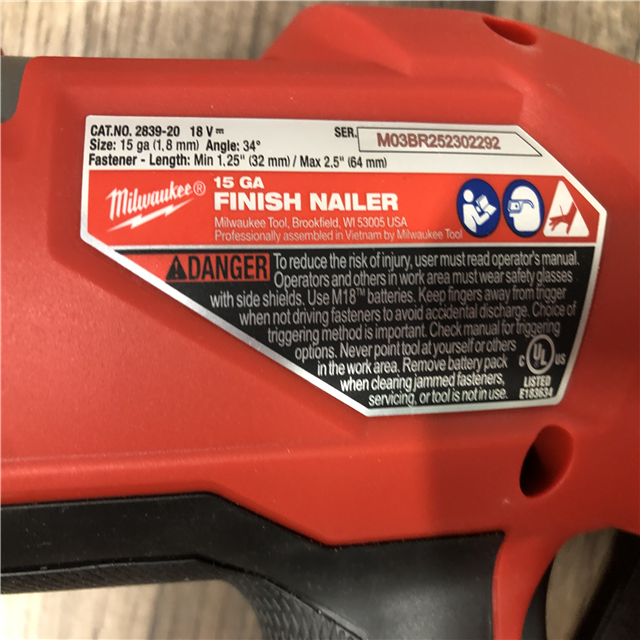 CAT.NO. 2839-20 18 V ⎓ SER. M03BR252302292
Size: 15 ga (1,8 mm) Angle: 34°
Fastener - Length: Min 1.25" (32 mm) / Max 2.5" (64 mm)
Milwaukee®
15 GA
FINISH NAILER
Milwaukee Tool, Brookfield, WI 53005 USA
Professionally assembled in Vietnam by Milwaukee Tool
DANGER To reduce the risk of injury, user must read operator's manual.
Operators and others in work area must wear safety glasses
with side shields. Use M18™ batteries. Keep fingers away from trigger
when not driving fasteners to avoid accidental discharge. Choice of
triggering method is important. Check manual for triggering
options. Never point tool at yourself or others
in the work area. Remove battery pack
when clearing jammed fasteners,
servicing, or tool is not in use.
C UL US
LISTED
E183634